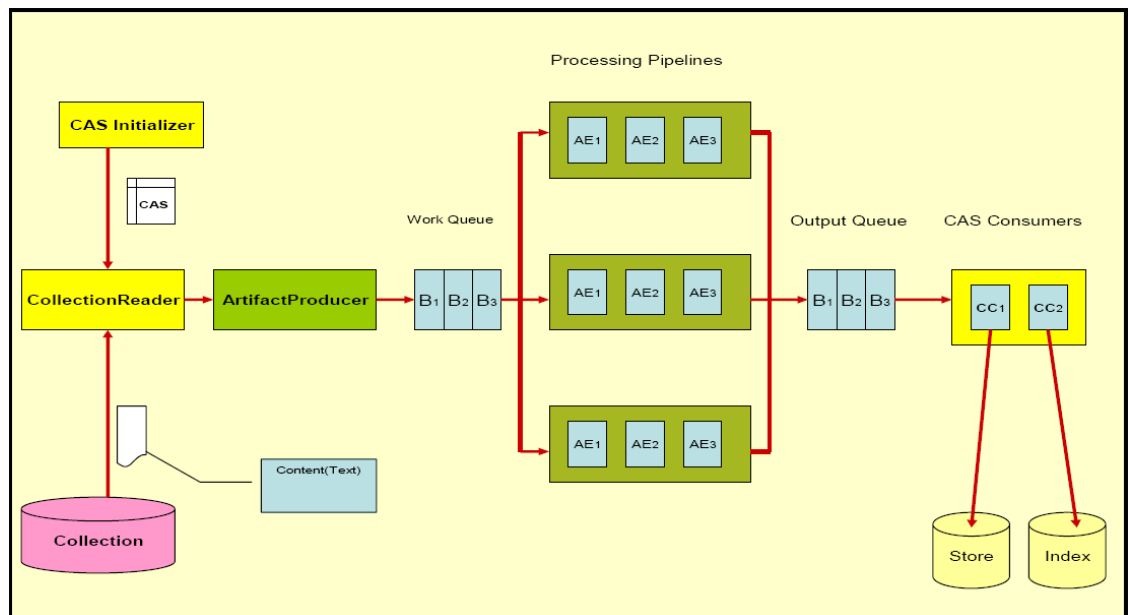 Processing Pipelines
CAS Initializer
AE1 AE2 AE3
CAS
Work Queue
Output Queue
CAS Consumers
CollectionReader
ArtifactProducer
B1 B2 B3
AE1 AE2 AE3
B1 B2 B3
CC1 CC2
AE1 AE2 AE3
Content(Text)
Collection
Store
Index